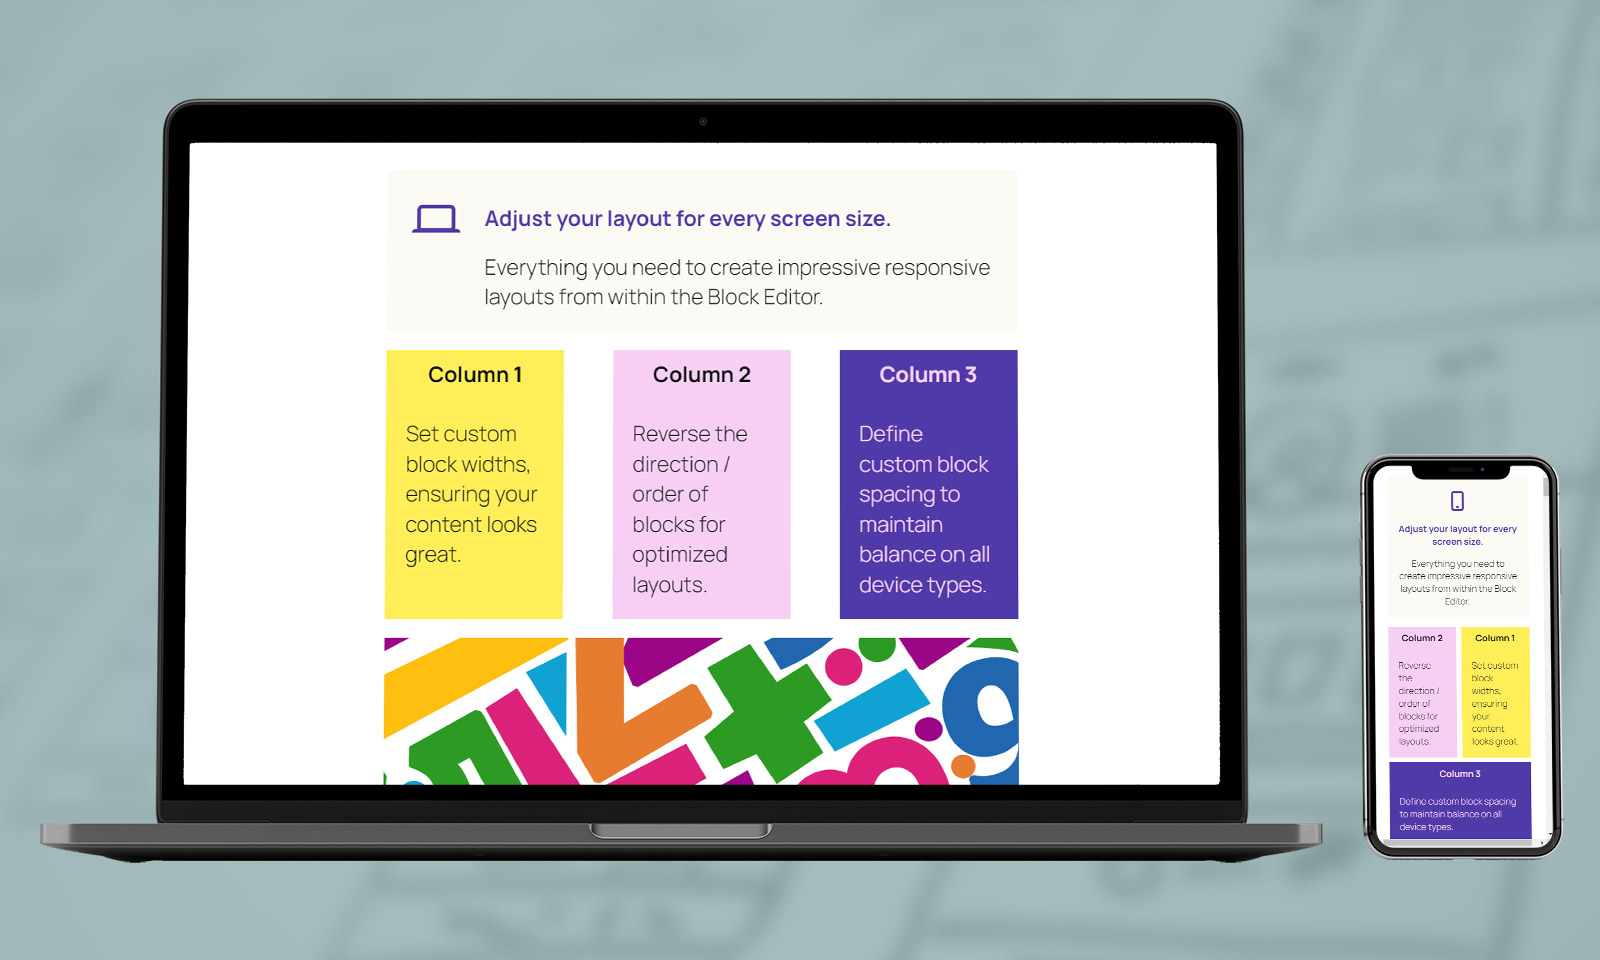 Adjust your layout for every screen size.
Everything you need to create impressive responsive
layouts from within the Block Editor.
Column 1
Set custom
block widths,
ensuring your
content looks
great.
Column 2
Reverse the
direction /
order of
blocks for
optimized
layouts.
Column 3
Define
custom block
spacing to
maintain
balance on all
device types.
Adjust your layout for every
screen size.
Everything you need to
create impressive responsive
layouts from within the Block
Editor.
Column 2
Reverse
the
direction /
order of
blocks for
optimized
layouts.
Column 1
Set custom
block
widths,
ensuring
your
content
looks great.
Column 3
Define custom block spacing
to maintain balance on all
device types.